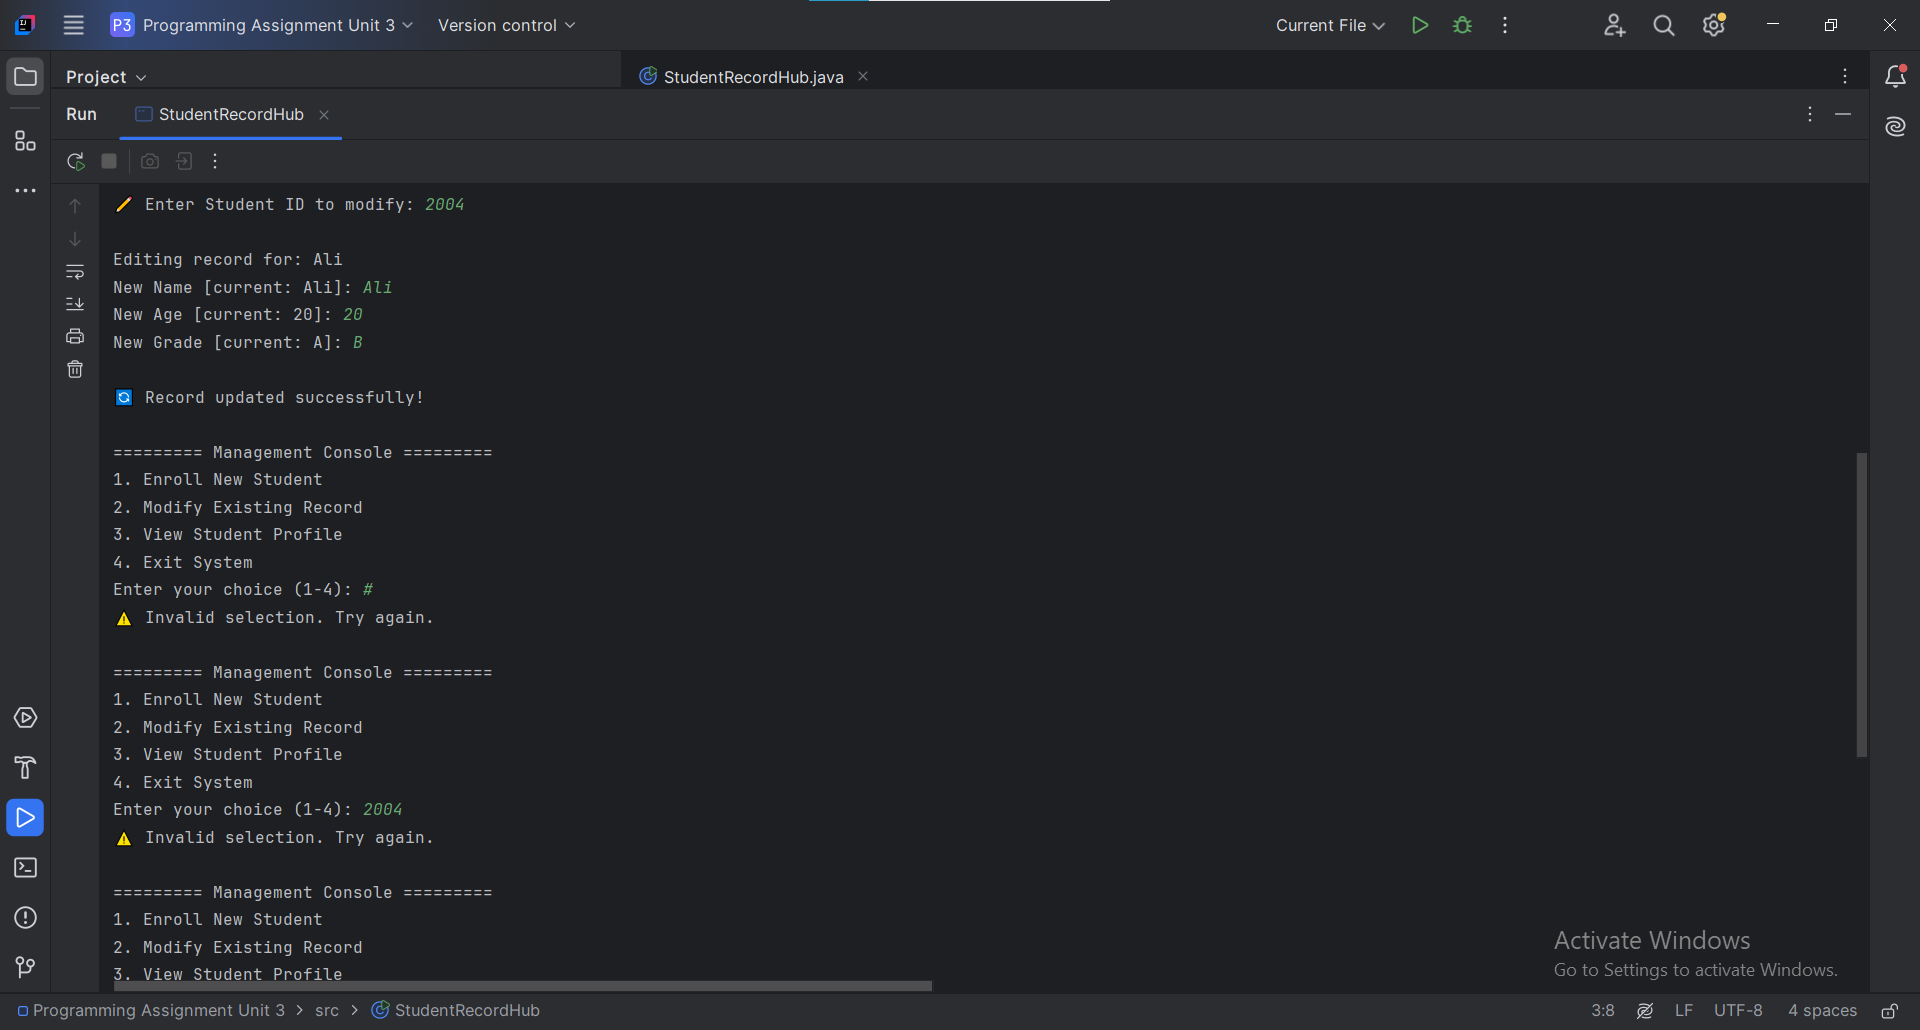 P3 Programming Assignment Unit 3 Version control Current File
Project StudentRecordHub.java
Run StudentRecordHub
Enter Student ID to modify: 2004
Editing record for: Ali
New Name [current: Ali]: Ali
New Age [current: 20]: 20
New Grade [current: A]: B
Record updated successfully!
========= Management Console =========
1. Enroll New Student
2. Modify Existing Record
3. View Student Profile
4. Exit System
Enter your choice (1-4): #
Invalid selection. Try again.
========= Management Console =========
1. Enroll New Student
2. Modify Existing Record
3. View Student Profile
4. Exit System
Enter your choice (1-4): 2004
Invalid selection. Try again.
========= Management Console =========
1. Enroll New Student
2. Modify Existing Record
3. View Student Profile
Activate Windows
Go to Settings to activate Windows.
Programming Assignment Unit 3 > src > StudentRecordHub 3:8 LF UTF-8 4 spaces